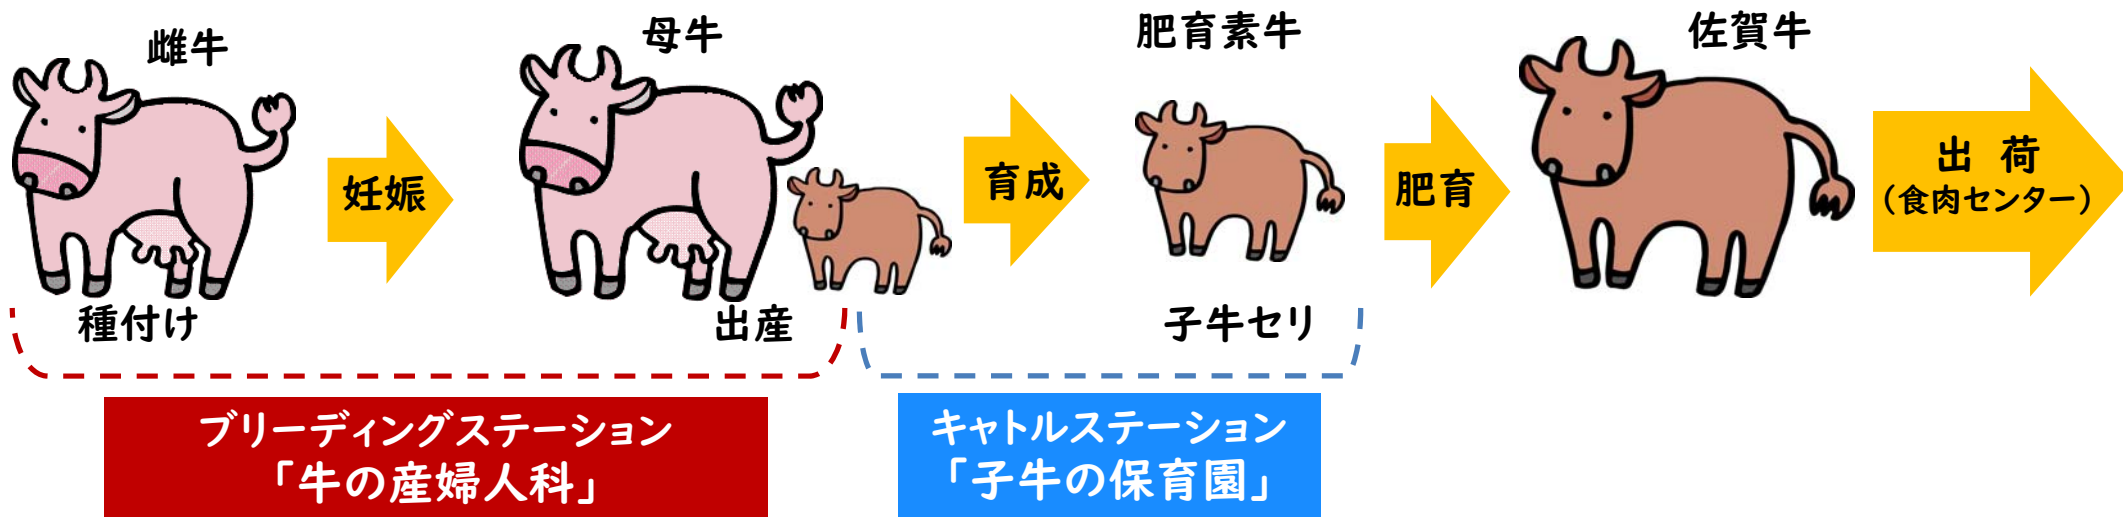 雌牛
種付け
妊娠
母牛
出産
育成
肥育素牛
子牛セリ
肥育
佐賀牛
出 荷
（食肉センター）
ブリーディングステーション
「牛の産婦人科」
キャトルステーション
「子牛の保育園」